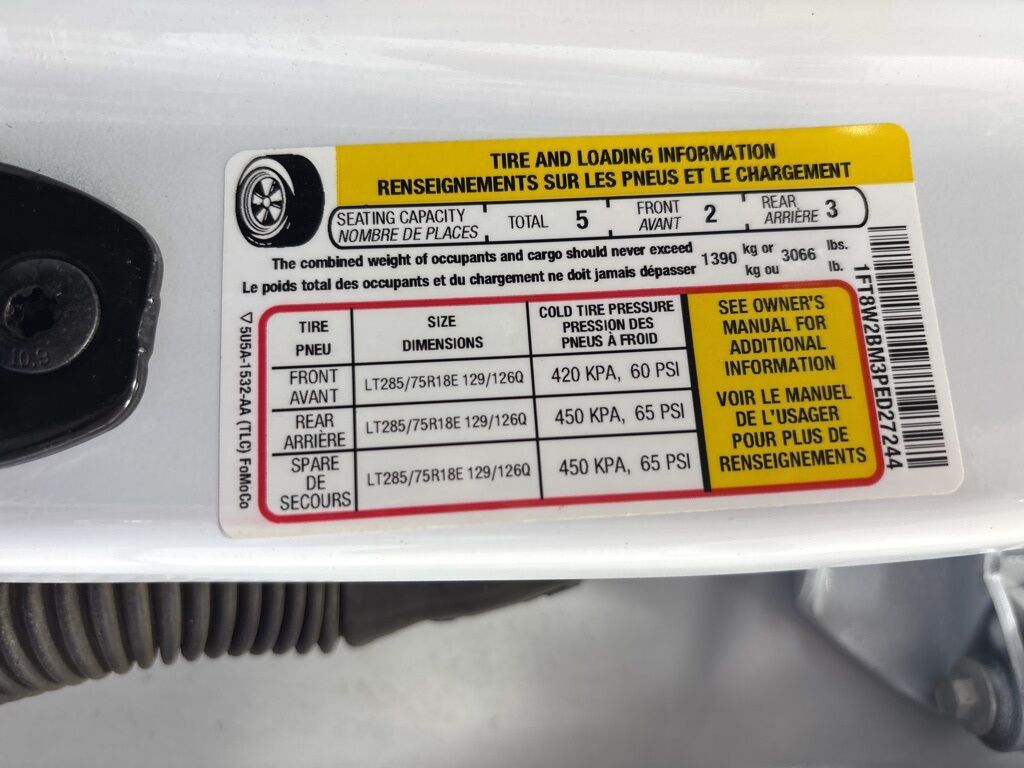 TIRE AND LOADING INFORMATION
RENSEIGNEMENTS SUR LES PNEUS ET LE CHARGEMENT
SEATING CAPACITY
NOMBRE DE PLACES
TOTAL 5
FRONT
AVANT
2
REAR
ARRIÈRE
3
The combined weight of occupants and cargo should never exceed
Le poids total des occupants et du chargement ne doit jamais dépasser
1390
kg or
kg ou
3066
lbs.
lb.
TIRE
PNEU
SIZE
DIMENSIONS
COLD TIRE PRESSURE
PRESSION DES
PNEUS À FROID
FRONT
AVANT
LT285/75R18E 129/126Q
420 KPA, 60 PSI
REAR
ARRIÈRE
LT285/75R18E 129/126Q
450 KPA, 65 PSI
SPARE
DE
SECOURS
LT285/75R18E 129/126Q
450 KPA, 65 PSI
SEE OWNER'S
MANUAL FOR
ADDITIONAL
INFORMATION
VOIR LE MANUEL
DE L'USAGER
POUR PLUS DE
RENSEIGNEMENTS
5U5A-1532-AA (TLC) FoMoCo
1FT8W2BM3PED27244
10.9